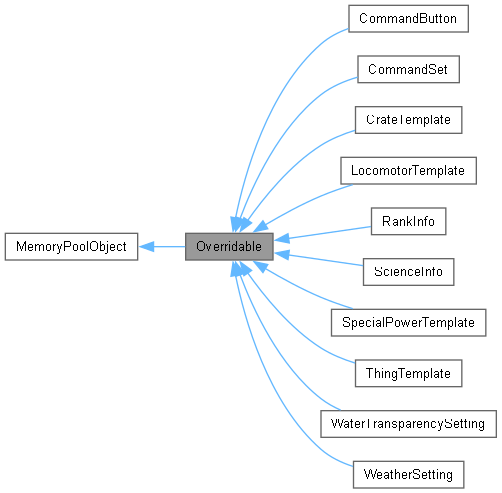 CommandButton
CommandSet
CrateTemplate
LocomotorTemplate
RankInfo
MemoryPoolObject
Overridable
ScienceInfo
SpecialPowerTemplate
ThingTemplate
WaterTransparencySetting
WeatherSetting